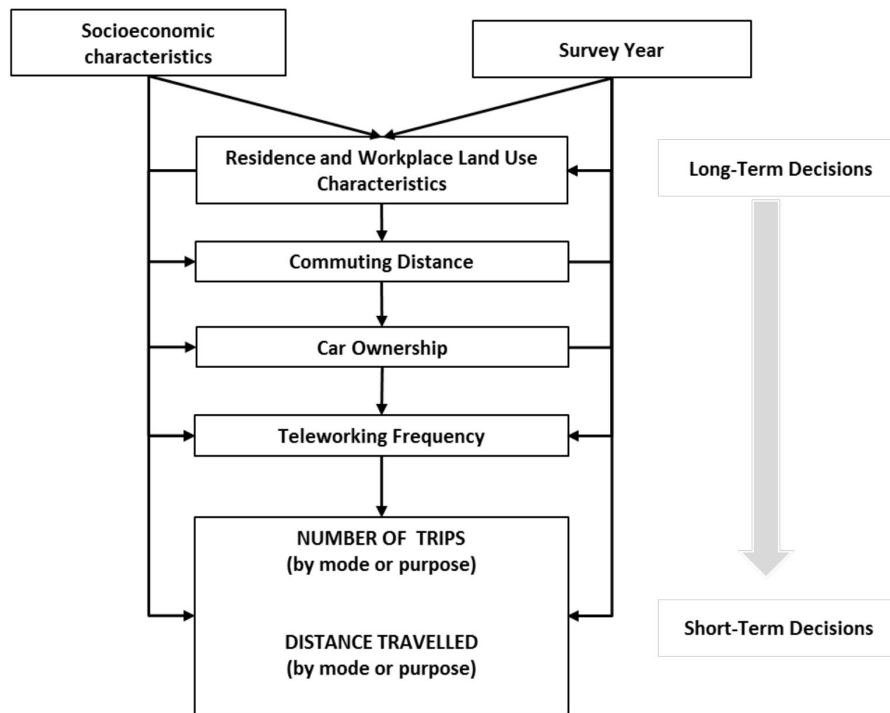 Socioeconomic
characteristics
Survey Year
Residence and Workplace Land Use
Characteristics
Long-Term Decisions
Commuting Distance
Car Ownership
Teleworking Frequency
NUMBER OF TRIPS
(by mode or purpose)
Short-Term Decisions
DISTANCE TRAVELLED
(by mode or purpose)